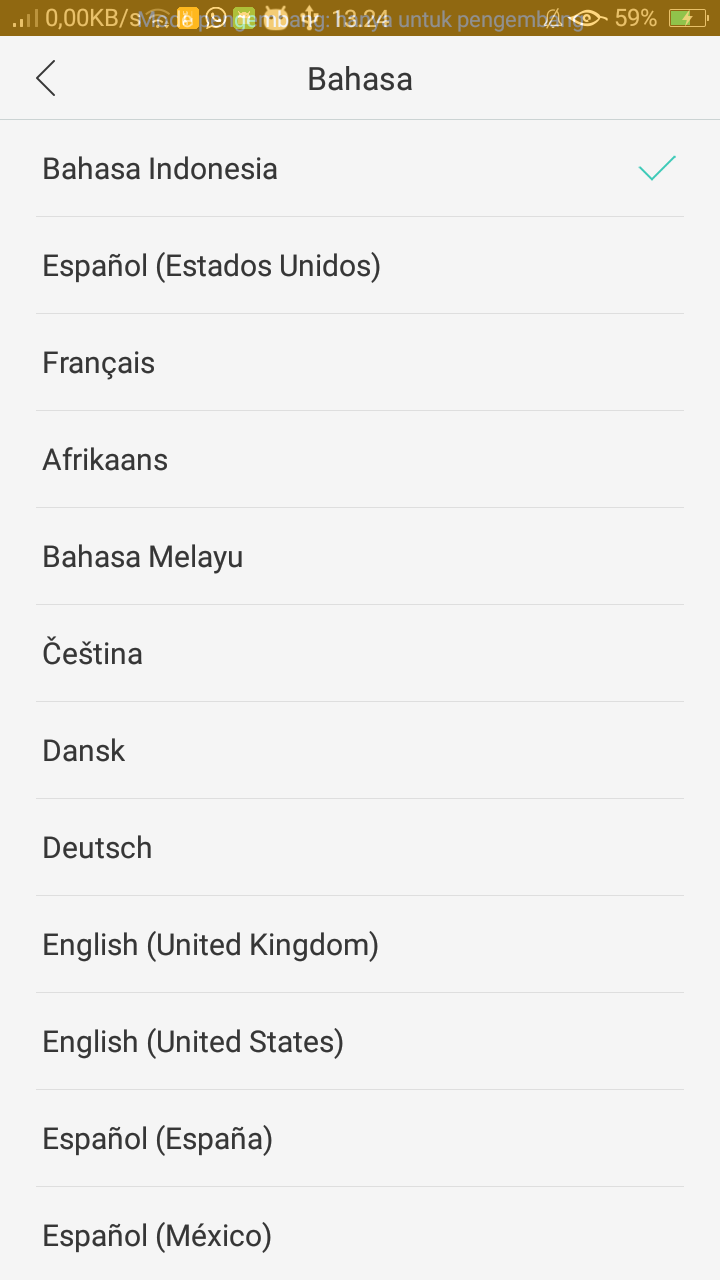 0,00KB/s Mode pengembang: hanya untuk pengembang 13.24 59%
Bahasa
Bahasa Indonesia
Español (Estados Unidos)
Français
Afrikaans
Bahasa Melayu
Čeština
Dansk
Deutsch
English (United Kingdom)
English (United States)
Español (España)
Español (México)